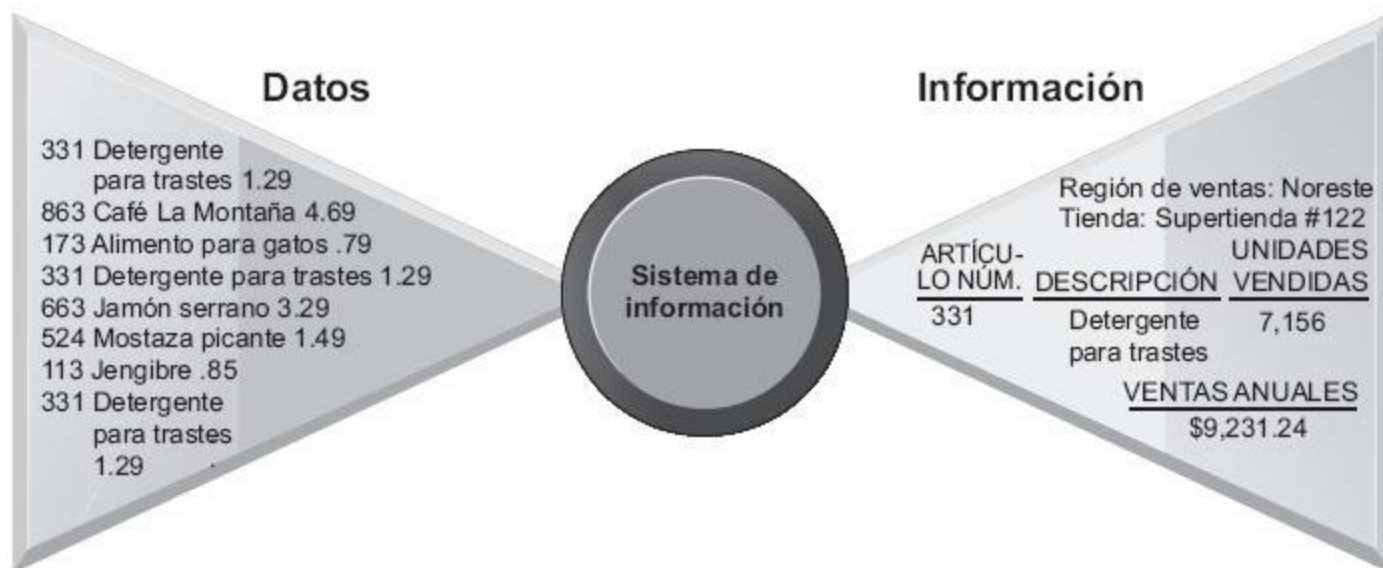 Datos
331 Detergente
para trastes 1.29
863 Café La Montaña 4.69
173 Alimento para gatos .79
331 Detergente para trastes 1.29
663 Jamón serrano 3.29
524 Mostaza picante 1.49
113 Jengibre .85
331 Detergente
para trastes
1.29
Sistema de
información
Información
Región de ventas: Noreste
Tienda: Supertienda #122
ARTÍCU-
LO NÚM. DESCRIPCIÓN UNIDADES
VENDIDAS
331 Detergente 7,156
para trastes
VENTAS ANUALES
$9,231.24